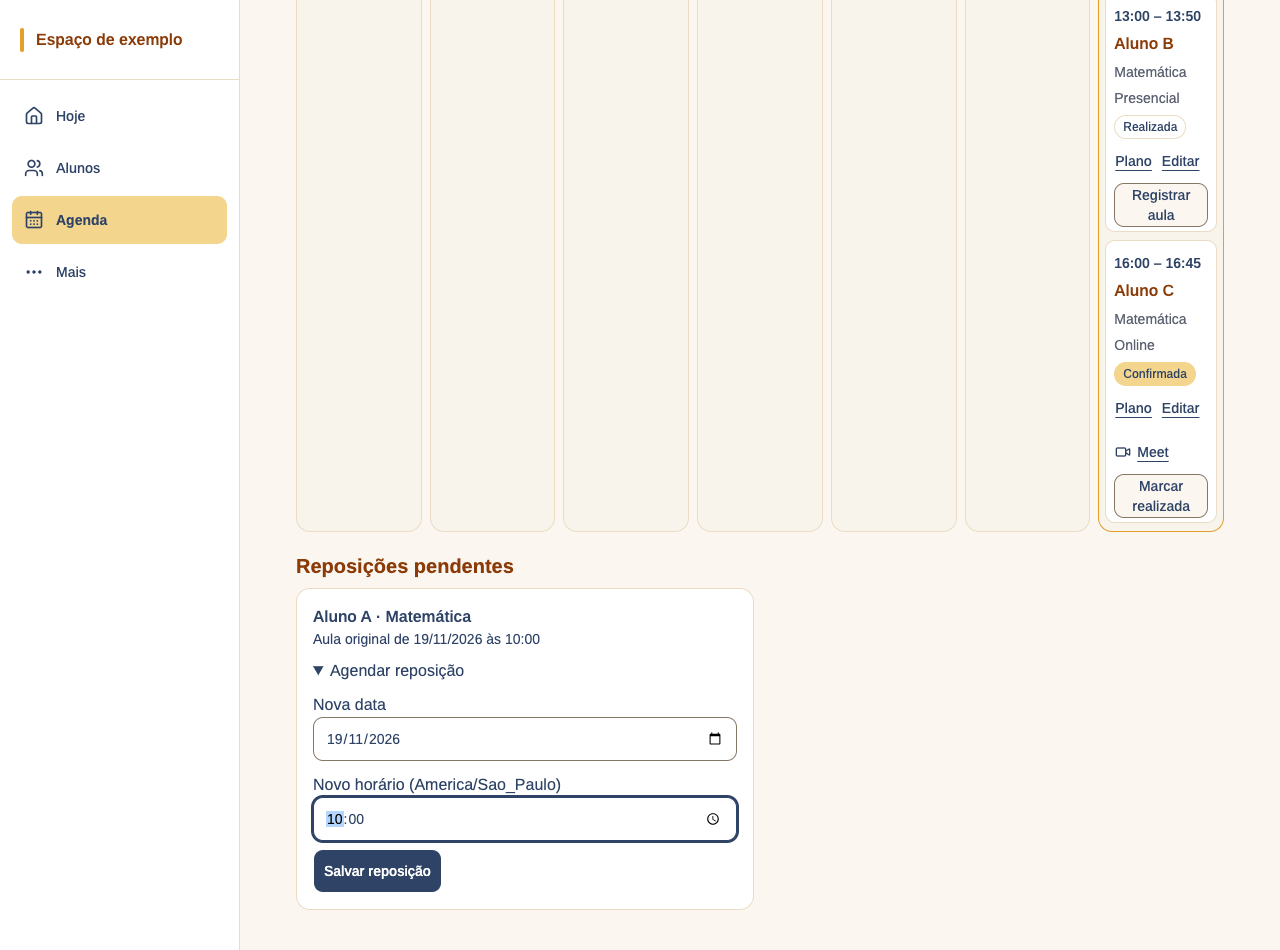 Espaço de exemplo
Hoje
Alunos
Agenda
Mais
13:00 – 13:50
Aluno B
Matemática
Presencial
Realizada
Plano Editar
Registrar
aula
16:00 – 16:45
Aluno C
Matemática
Online
Confirmada
Plano Editar
Meet
Marcar
realizada
Reposições pendentes
Aluno A · Matemática
Aula original de 19/11/2026 às 10:00
Agendar reposição
Nova data
19/11/2026
Novo horário (America/Sao_Paulo)
10:00
Salvar reposição